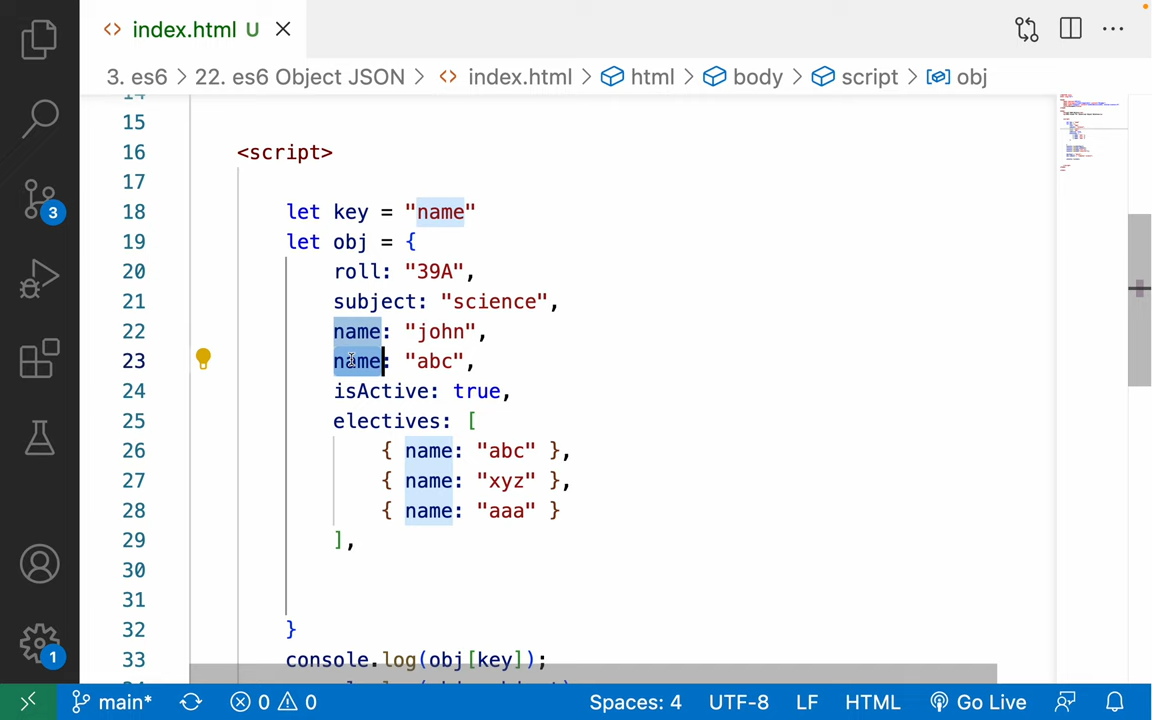 index.html U
3. es6 > 22. es6 Object JSON > index.html > html > body > script > obj
15
16 <script>
17
18 let key = "name"
19 let obj = {
20 roll: "39A",
21 subject: "science",
22 name: "john",
23 name: "abc",
24 isActive: true,
25 electives: [
26 { name: "abc" },
27 { name: "xyz" },
28 { name: "aaa" }
29 ],
30
31
32 }
33 console.log(obj[key]);
3
1
main* 0 0 Spaces: 4 UTF-8 LF HTML Go Live